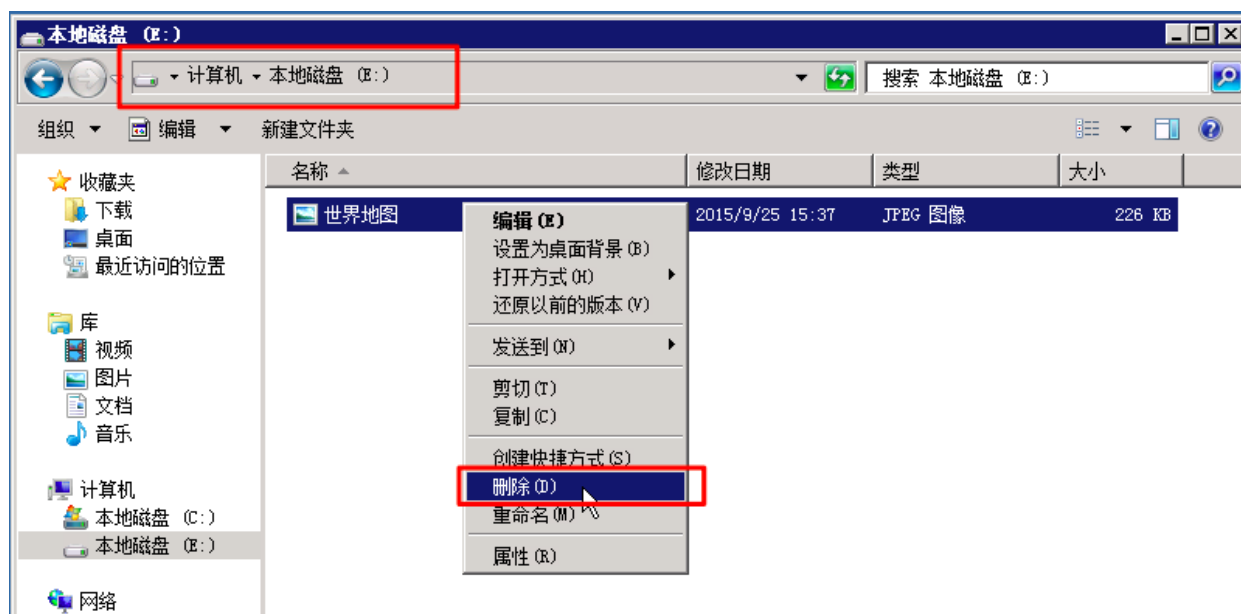 本地磁盘 (E:)
计算机 本地磁盘 (E:)
搜索 本地磁盘 (E:)
组织 编辑 新建文件夹
名称 修改日期 类型 大小
收藏夹
下载
桌面
最近访问的位置
库
视频
图片
文档
音乐
计算机
本地磁盘 (C:)
本地磁盘 (E:)
网络
世界地图 2015/9/25 15:37 JPEG 图像 226 KB
编辑(E)
设置为桌面背景(B)
打开方式(H)
还原以前的版本(V)
发送到(N)
剪切(T)
复制(C)
创建快捷方式(S)
删除(D)
重命名(M)
属性(R)